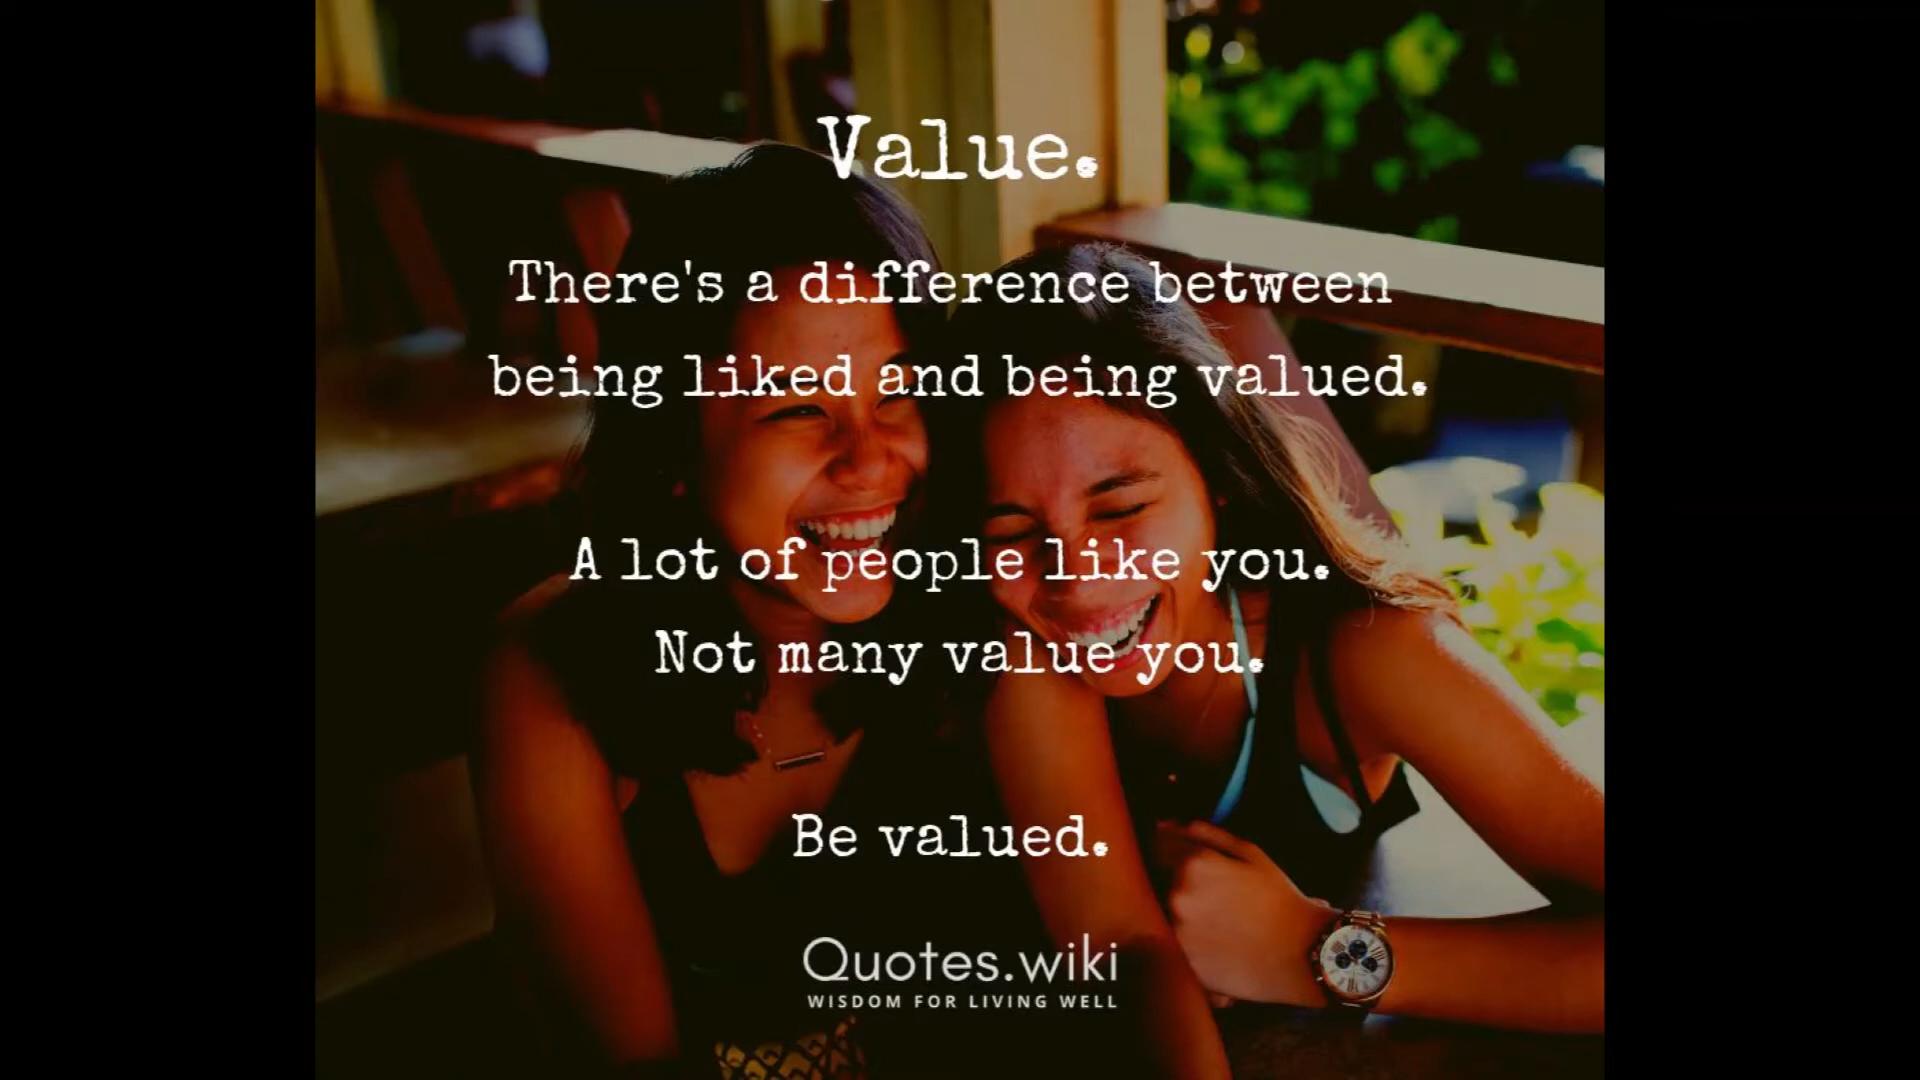 Value.
There's a difference between
being liked and being valued.
A lot of people like you.
Not many value you.
Be valued.
Quotes.wiki
WISDOM FOR LIVING WELL